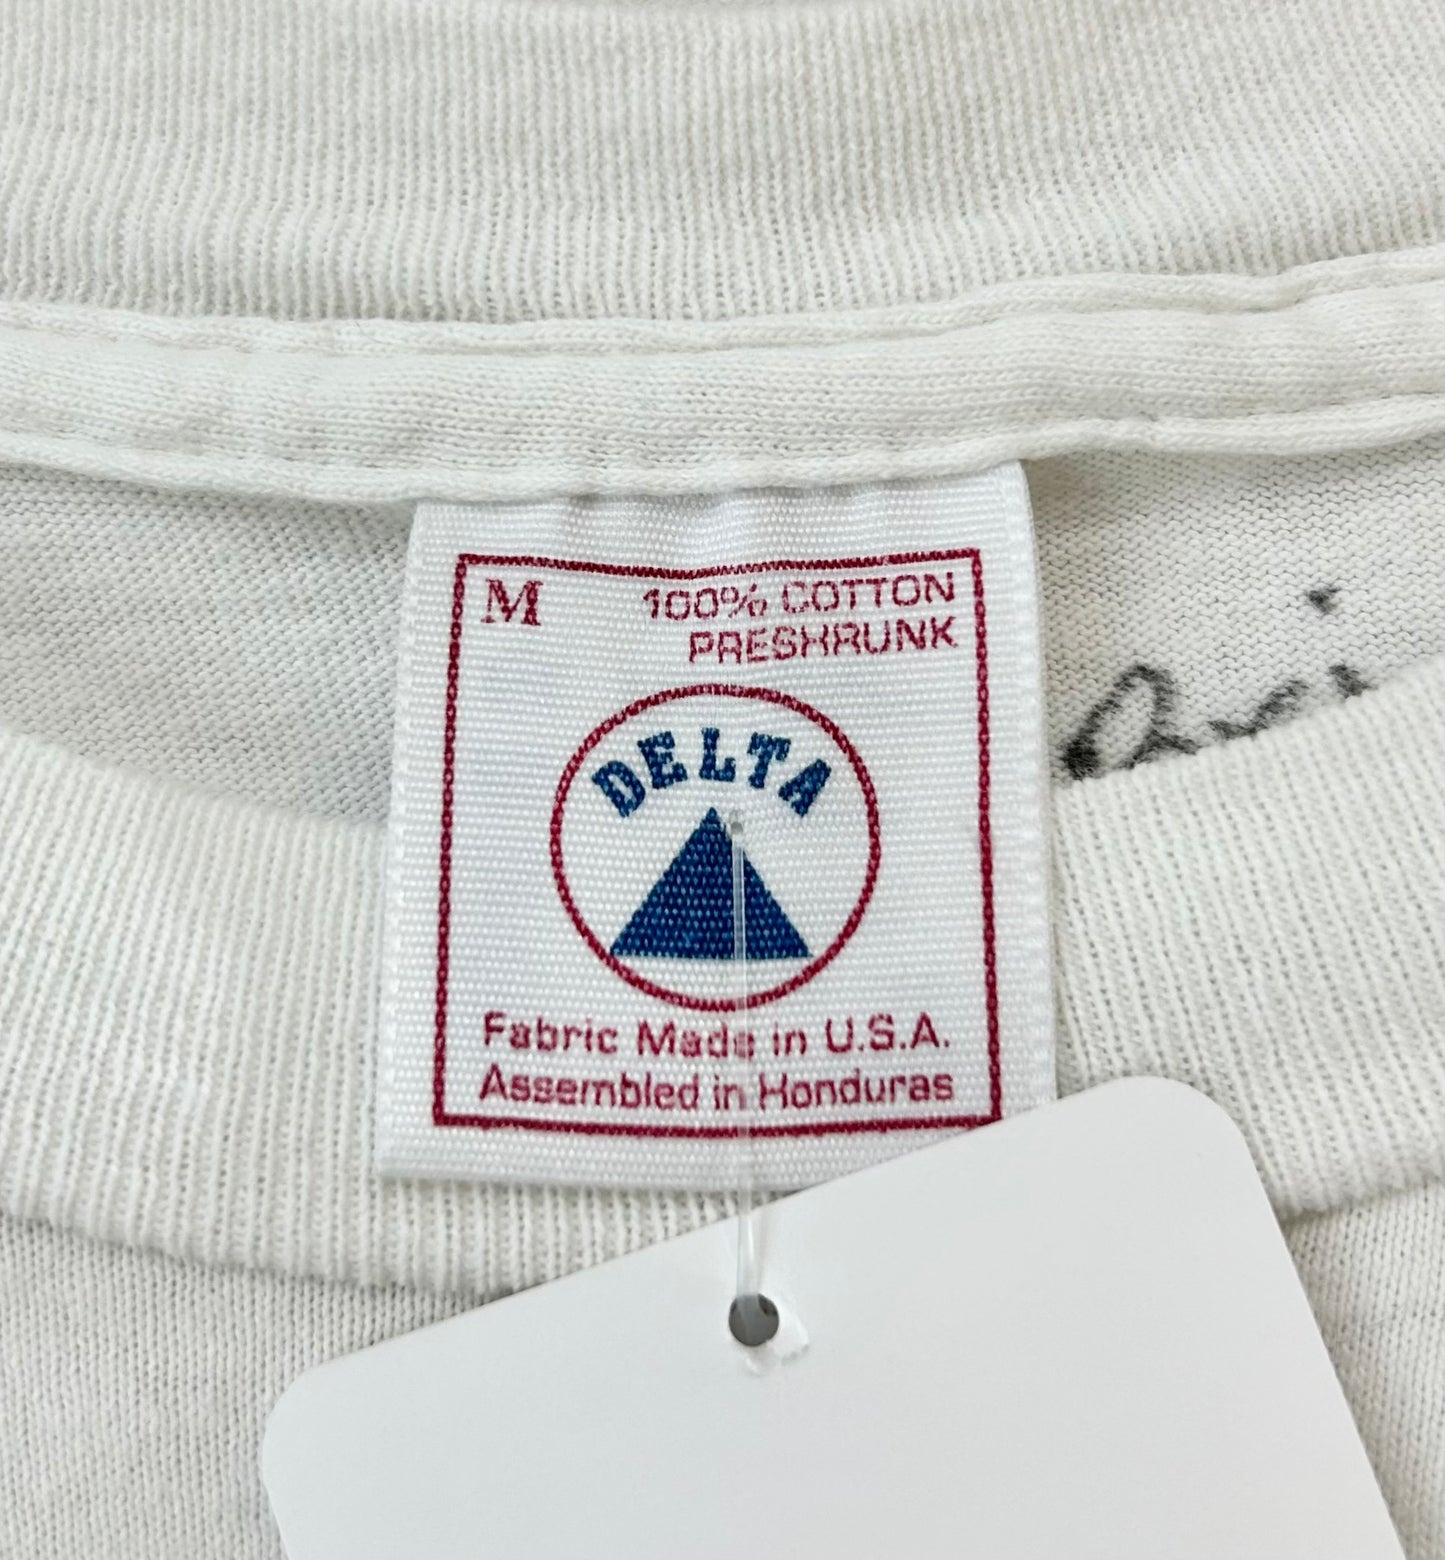 M
100% COTTON
PRESHRUNK
DELTA
Fabric Made in U.S.A.
Assembled in Honduras